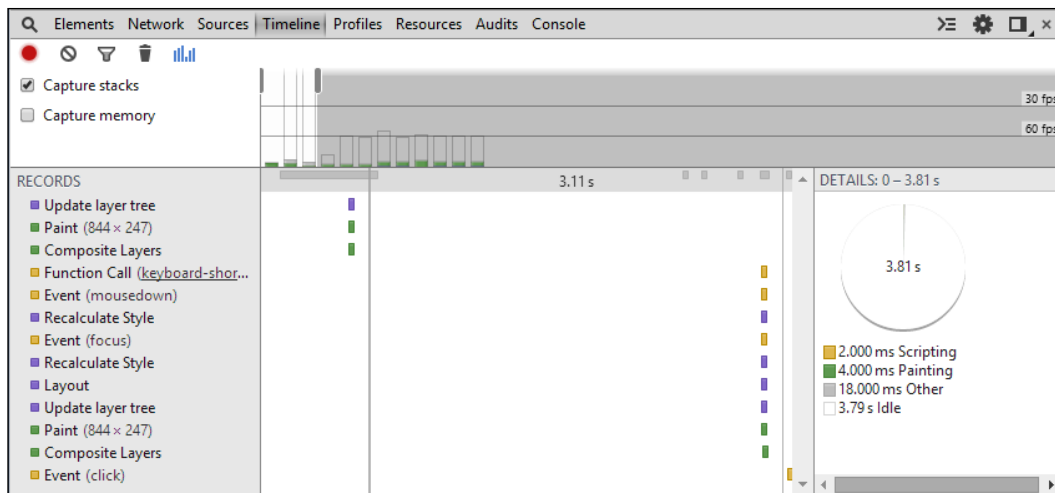 Elements Network Sources Timeline Profiles Resources Audits Console
Capture stacks
Capture memory
30 fps
60 fps
RECORDS
3.11 s
DETAILS: 0 – 3.81 s
Update layer tree
Paint (844 × 247)
Composite Layers
Function Call (keyboard-shor...
Event (mousedown)
Recalculate Style
Event (focus)
Recalculate Style
Layout
Update layer tree
Paint (844 × 247)
Composite Layers
Event (click)
3.81 s
2.000 ms Scripting
4.000 ms Painting
18.000 ms Other
3.79 s Idle